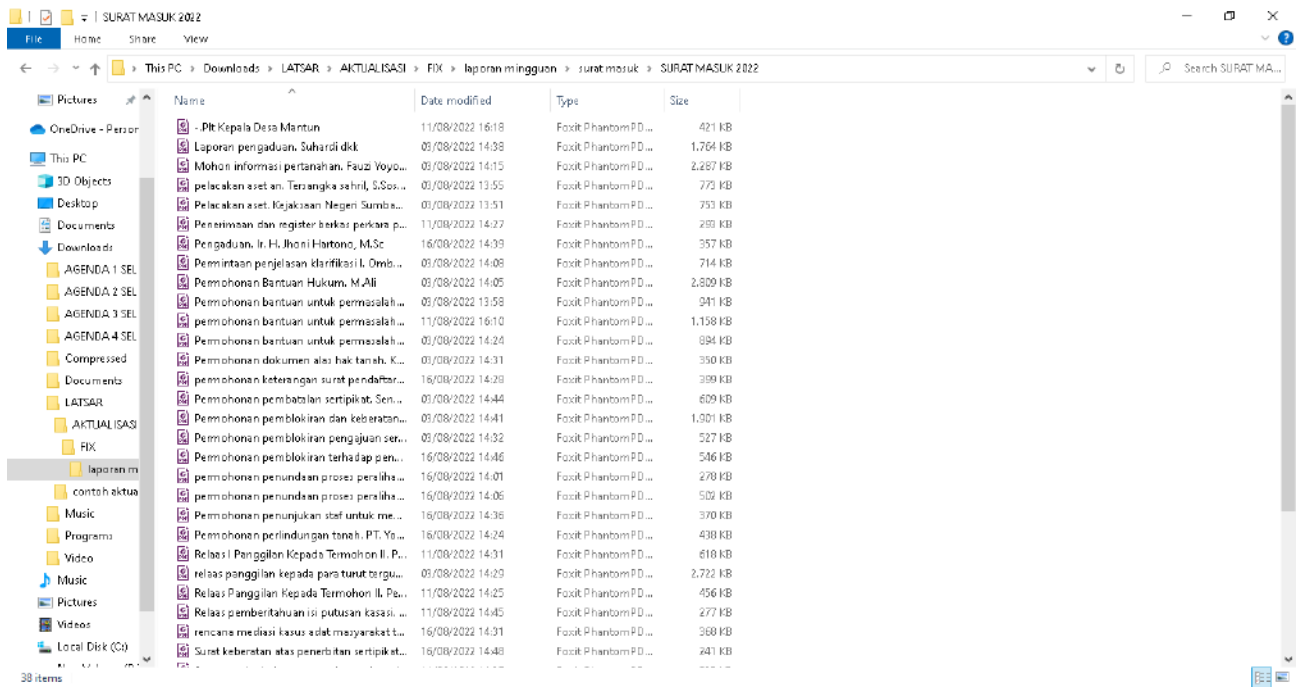 SURAT MASUK 2022
File Home Share View
This PC > Downloads > LATSAR > AKTUALISASI > FIX > laporan mingguan > surat masuk > SURAT MASUK 2022
Search SURAT MA...
Name Date modified Type Size
Pictures
OneDrive - Person
This PC
3D Objects
Desktop
Documents
Downloads
AGENDA 1 SEL
AGENDA 2 SEL
AGENDA 3 SEL
AGENDA 4 SEL
Compressed
Documents
LATSAR
AKTUALISASI
FIX
laporan m
contoh aktua
Music
Programs
Video
Music
Pictures
Videos
Local Disk (C:)
-.Plt Kepala Desa Mantun 11/08/2022 16:18 Foxit PhantomPD... 421 KB
Laporan pengaduan. Suhardi dkk 03/08/2022 14:38 Foxit PhantomPD... 1.764 KB
Mohon informasi pertanahan. Fauzi Yoyo... 03/08/2022 14:15 Foxit PhantomPD... 2.287 KB
pelacakan aset an. Tersangka sahril, S.Sos... 03/08/2022 13:55 Foxit PhantomPD... 773 KB
Pelacakan aset. Kejaksaan Negeri Sumba... 03/08/2022 13:51 Foxit PhantomPD... 753 KB
Penerimaan dan register berkas perkara p... 11/08/2022 14:27 Foxit PhantomPD... 293 KB
Pengaduan. Ir. H. Jhoni Hartono, M.Sc 16/08/2022 14:39 Foxit PhantomPD... 357 KB
Permintaan penjelasan klarifikasi I. Omb... 03/08/2022 14:08 Foxit PhantomPD... 714 KB
Permohonan Bantuan Hukum. M.Ali 03/08/2022 14:05 Foxit PhantomPD... 2.809 KB
Permohonan bantuan untuk permasalah... 03/08/2022 13:58 Foxit PhantomPD... 941 KB
permohonan bantuan untuk permasalah... 11/08/2022 16:10 Foxit PhantomPD... 1.158 KB
Permohonan bantuan untuk permasalah... 03/08/2022 14:24 Foxit PhantomPD... 894 KB
Permohonan dokumen alas hak tanah. K... 03/08/2022 14:31 Foxit PhantomPD... 350 KB
permohonan keterangan surat pendaftar... 16/08/2022 14:28 Foxit PhantomPD... 399 KB
Permohonan pembatalan sertipikat. Sen... 03/08/2022 14:44 Foxit PhantomPD... 609 KB
Permohonan pemblokiran dan keberatan... 03/08/2022 14:41 Foxit PhantomPD... 1.901 KB
Permohonan pemblokiran pengajuan ser... 03/08/2022 14:32 Foxit PhantomPD... 527 KB
Permohonan pemblokiran terhadap pen... 16/08/2022 14:46 Foxit PhantomPD... 546 KB
permohonan penundaan proses peraliha... 16/08/2022 14:01 Foxit PhantomPD... 278 KB
permohonan penundaan proses peraliha... 16/08/2022 14:06 Foxit PhantomPD... 502 KB
Permohonan penunjukan staf untuk me... 16/08/2022 14:36 Foxit PhantomPD... 370 KB
Permohonan perlindungan tanah. PT. Yo... 16/08/2022 14:24 Foxit PhantomPD... 438 KB
Relaas I Panggilan Kepada Termohon II. P... 11/08/2022 14:31 Foxit PhantomPD... 618 KB
relaas panggilan kepada para turut tergu... 03/08/2022 14:29 Foxit PhantomPD... 2.722 KB
Relaas Panggilan Kepada Termohon II. Pe... 11/08/2022 14:25 Foxit PhantomPD... 456 KB
Relaas pemberitahuan isi putusan kasasi. ... 11/08/2022 14:45 Foxit PhantomPD... 277 KB
rencana mediasi kasus adat masyarakat t... 16/08/2022 14:31 Foxit PhantomPD... 368 KB
Surat keberatan atas penerbitan sertipikat... 16/08/2022 14:48 Foxit PhantomPD... 241 KB
38 items